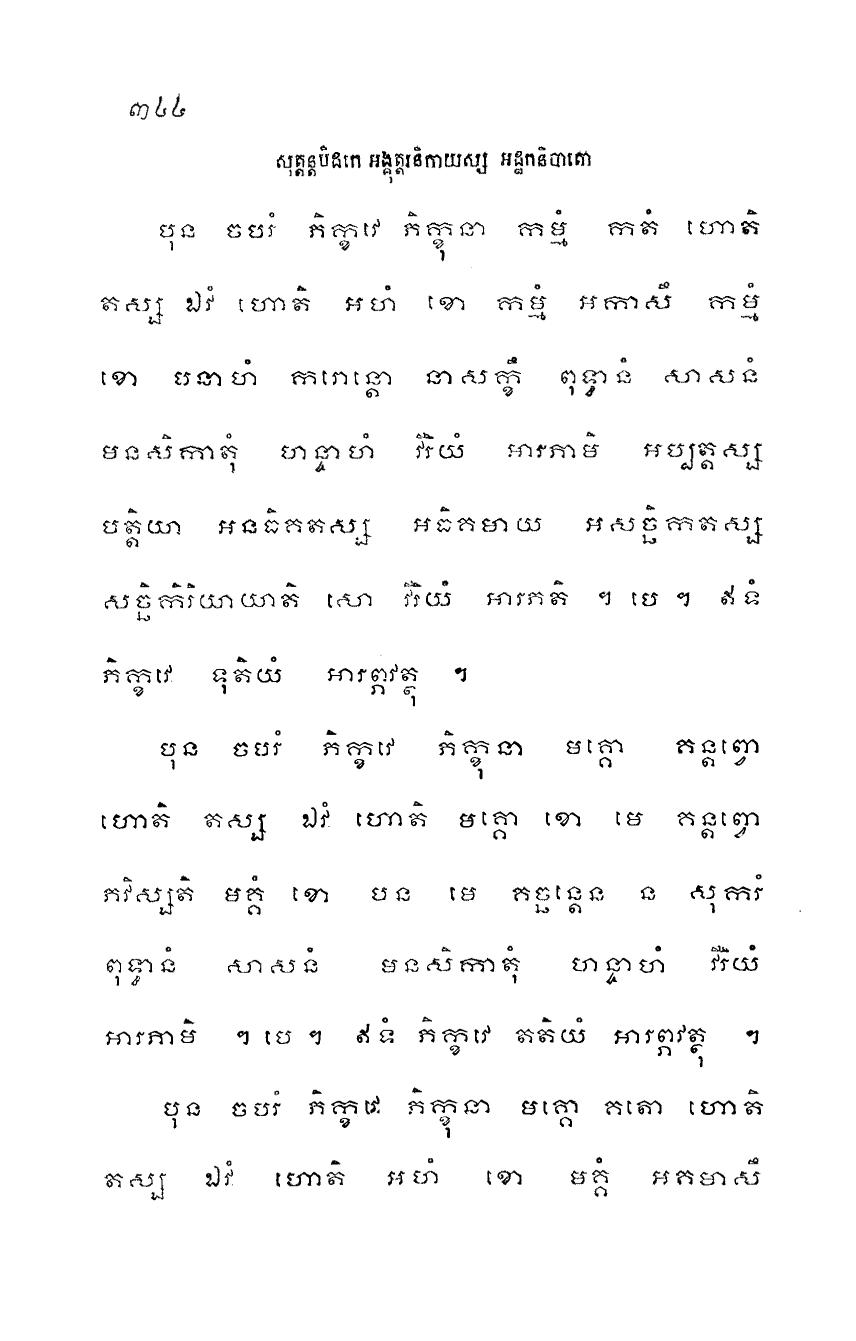 ៣៤៤
សុត្តន្តបិដកេ អង្គុត្តរនិកាយស្ស អដ្ឋកនិបាតោ
បុន ចបរំ ភិក្ខវេ ភិក្ខុនា កម្មំ កតំ ហោតិ
តស្ស ឯវំ ហោតិ អហំ ខោ កម្មំ អកាសឹ កម្មំ
ខោ បនាហំ ករោន្តោ នាសក្ខឹ ពុទ្ធានំ សាសនំ
មនសិកាតុំ ហន្ទាហំ វីរិយំ អារភាមិ អប្បត្តស្ស
បត្តិយា អនធិគតស្ស អធិគមាយ អសច្ឆិកតស្ស
សច្ឆិកិរិយាយាតិ សោ វីរិយំ អារភតិ ។ បេ ។ ឥទំ
ភិក្ខវេ ទុតិយំ អារព្ភវត្ថុ ។
បុន ចបរំ ភិក្ខវេ ភិក្ខុនា មគ្គោ គន្តព្វោ
ហោតិ តស្ស ឯវំ ហោតិ មគ្គោ ខោ មេ គន្តព្វោ
ភវិស្សតិ មគ្គំ ខោ បន មេ គច្ឆន្តេន ន សុករំ
ពុទ្ធានំ សាសនំ មនសិកាតុំ ហន្ទាហំ វីរិយំ
អារភាមិ ។ បេ ។ ឥទំ ភិក្ខវេ តតិយំ អារព្ភវត្ថុ ។
បុន ចបរំ ភិក្ខវេ ភិក្ខុនា មគ្គោ គតោ ហោតិ
តស្ស ឯវំ ហោតិ អហំ ខោ មគ្គំ អគមាសឹ